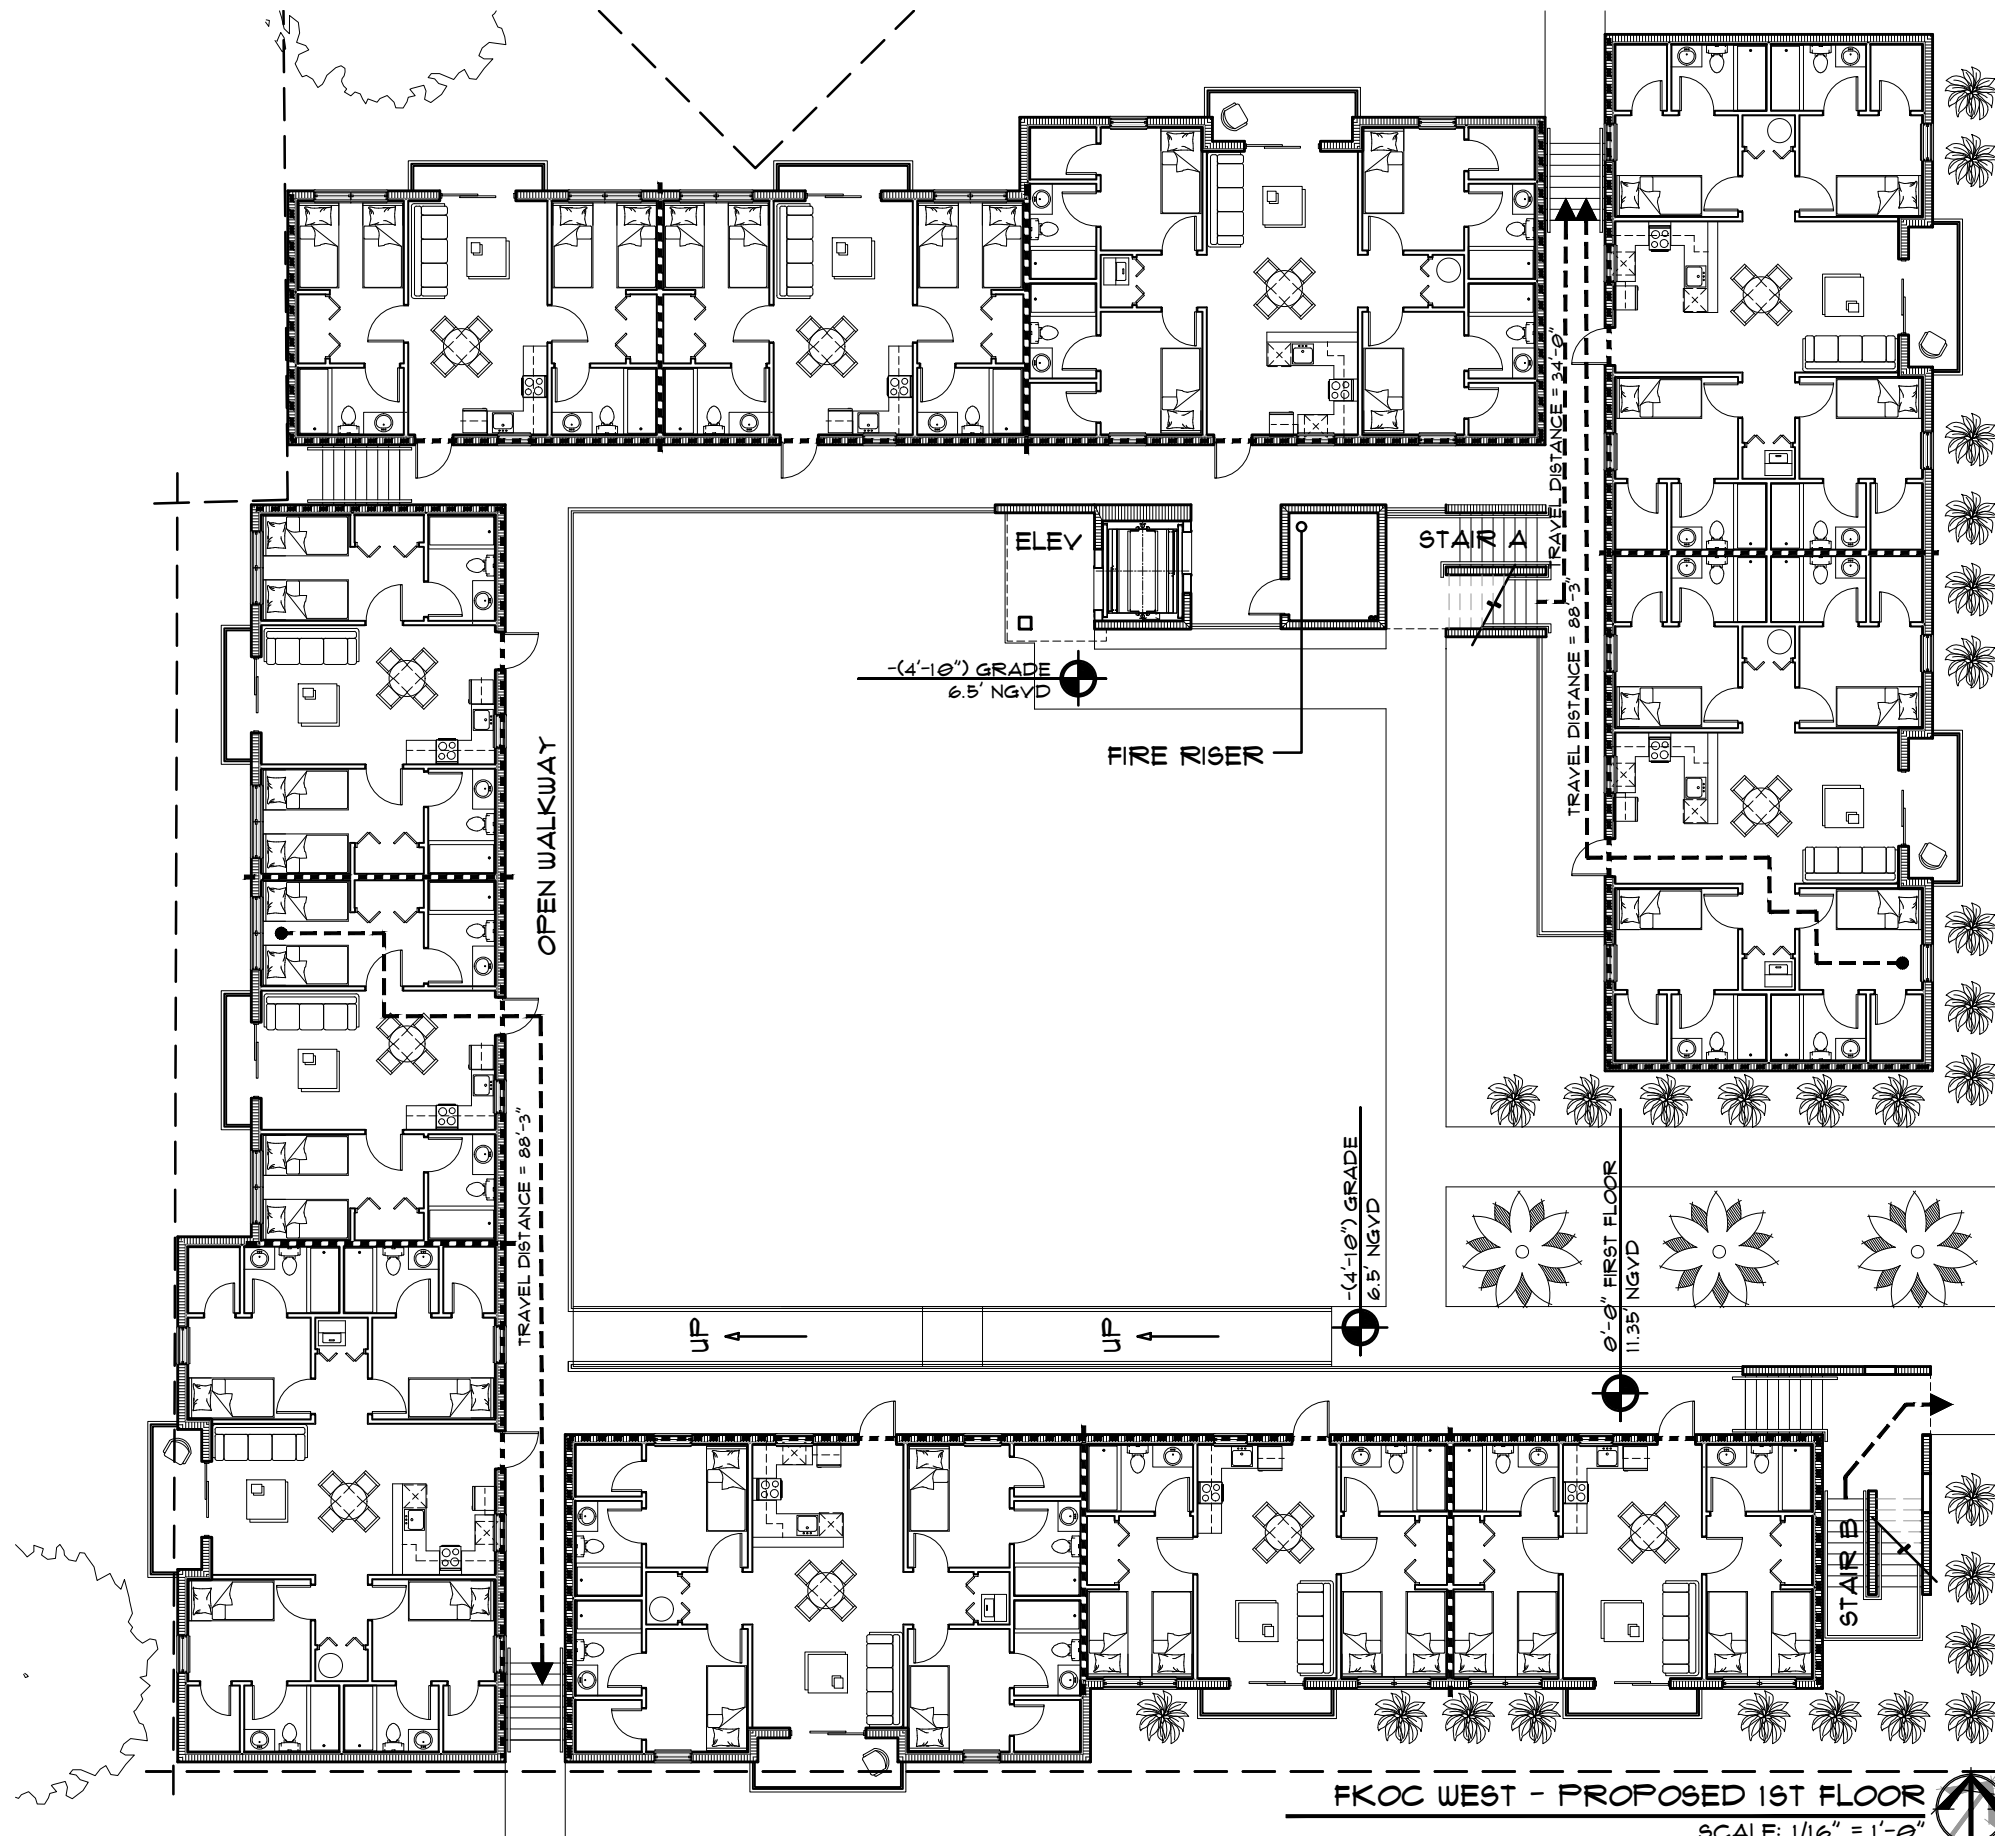 TRAVEL DISTANCE = 34'-0"
ELEV
STAIR A
-(4'-10") GRADE
6.5' NGVD
FIRE RISER
TRAVEL DISTANCE = 88'-3"
OPEN WALKWAY
TRAVEL DISTANCE = 88'-3"
-(4'-10") GRADE
6.5' NGVD
0'-0" FIRST FLOOR
11.35' NGVD
UP
UP
STAIR B
FKOC WEST - PROPOSED 1ST FLOOR
SCALE: 1/16" = 1'-0"